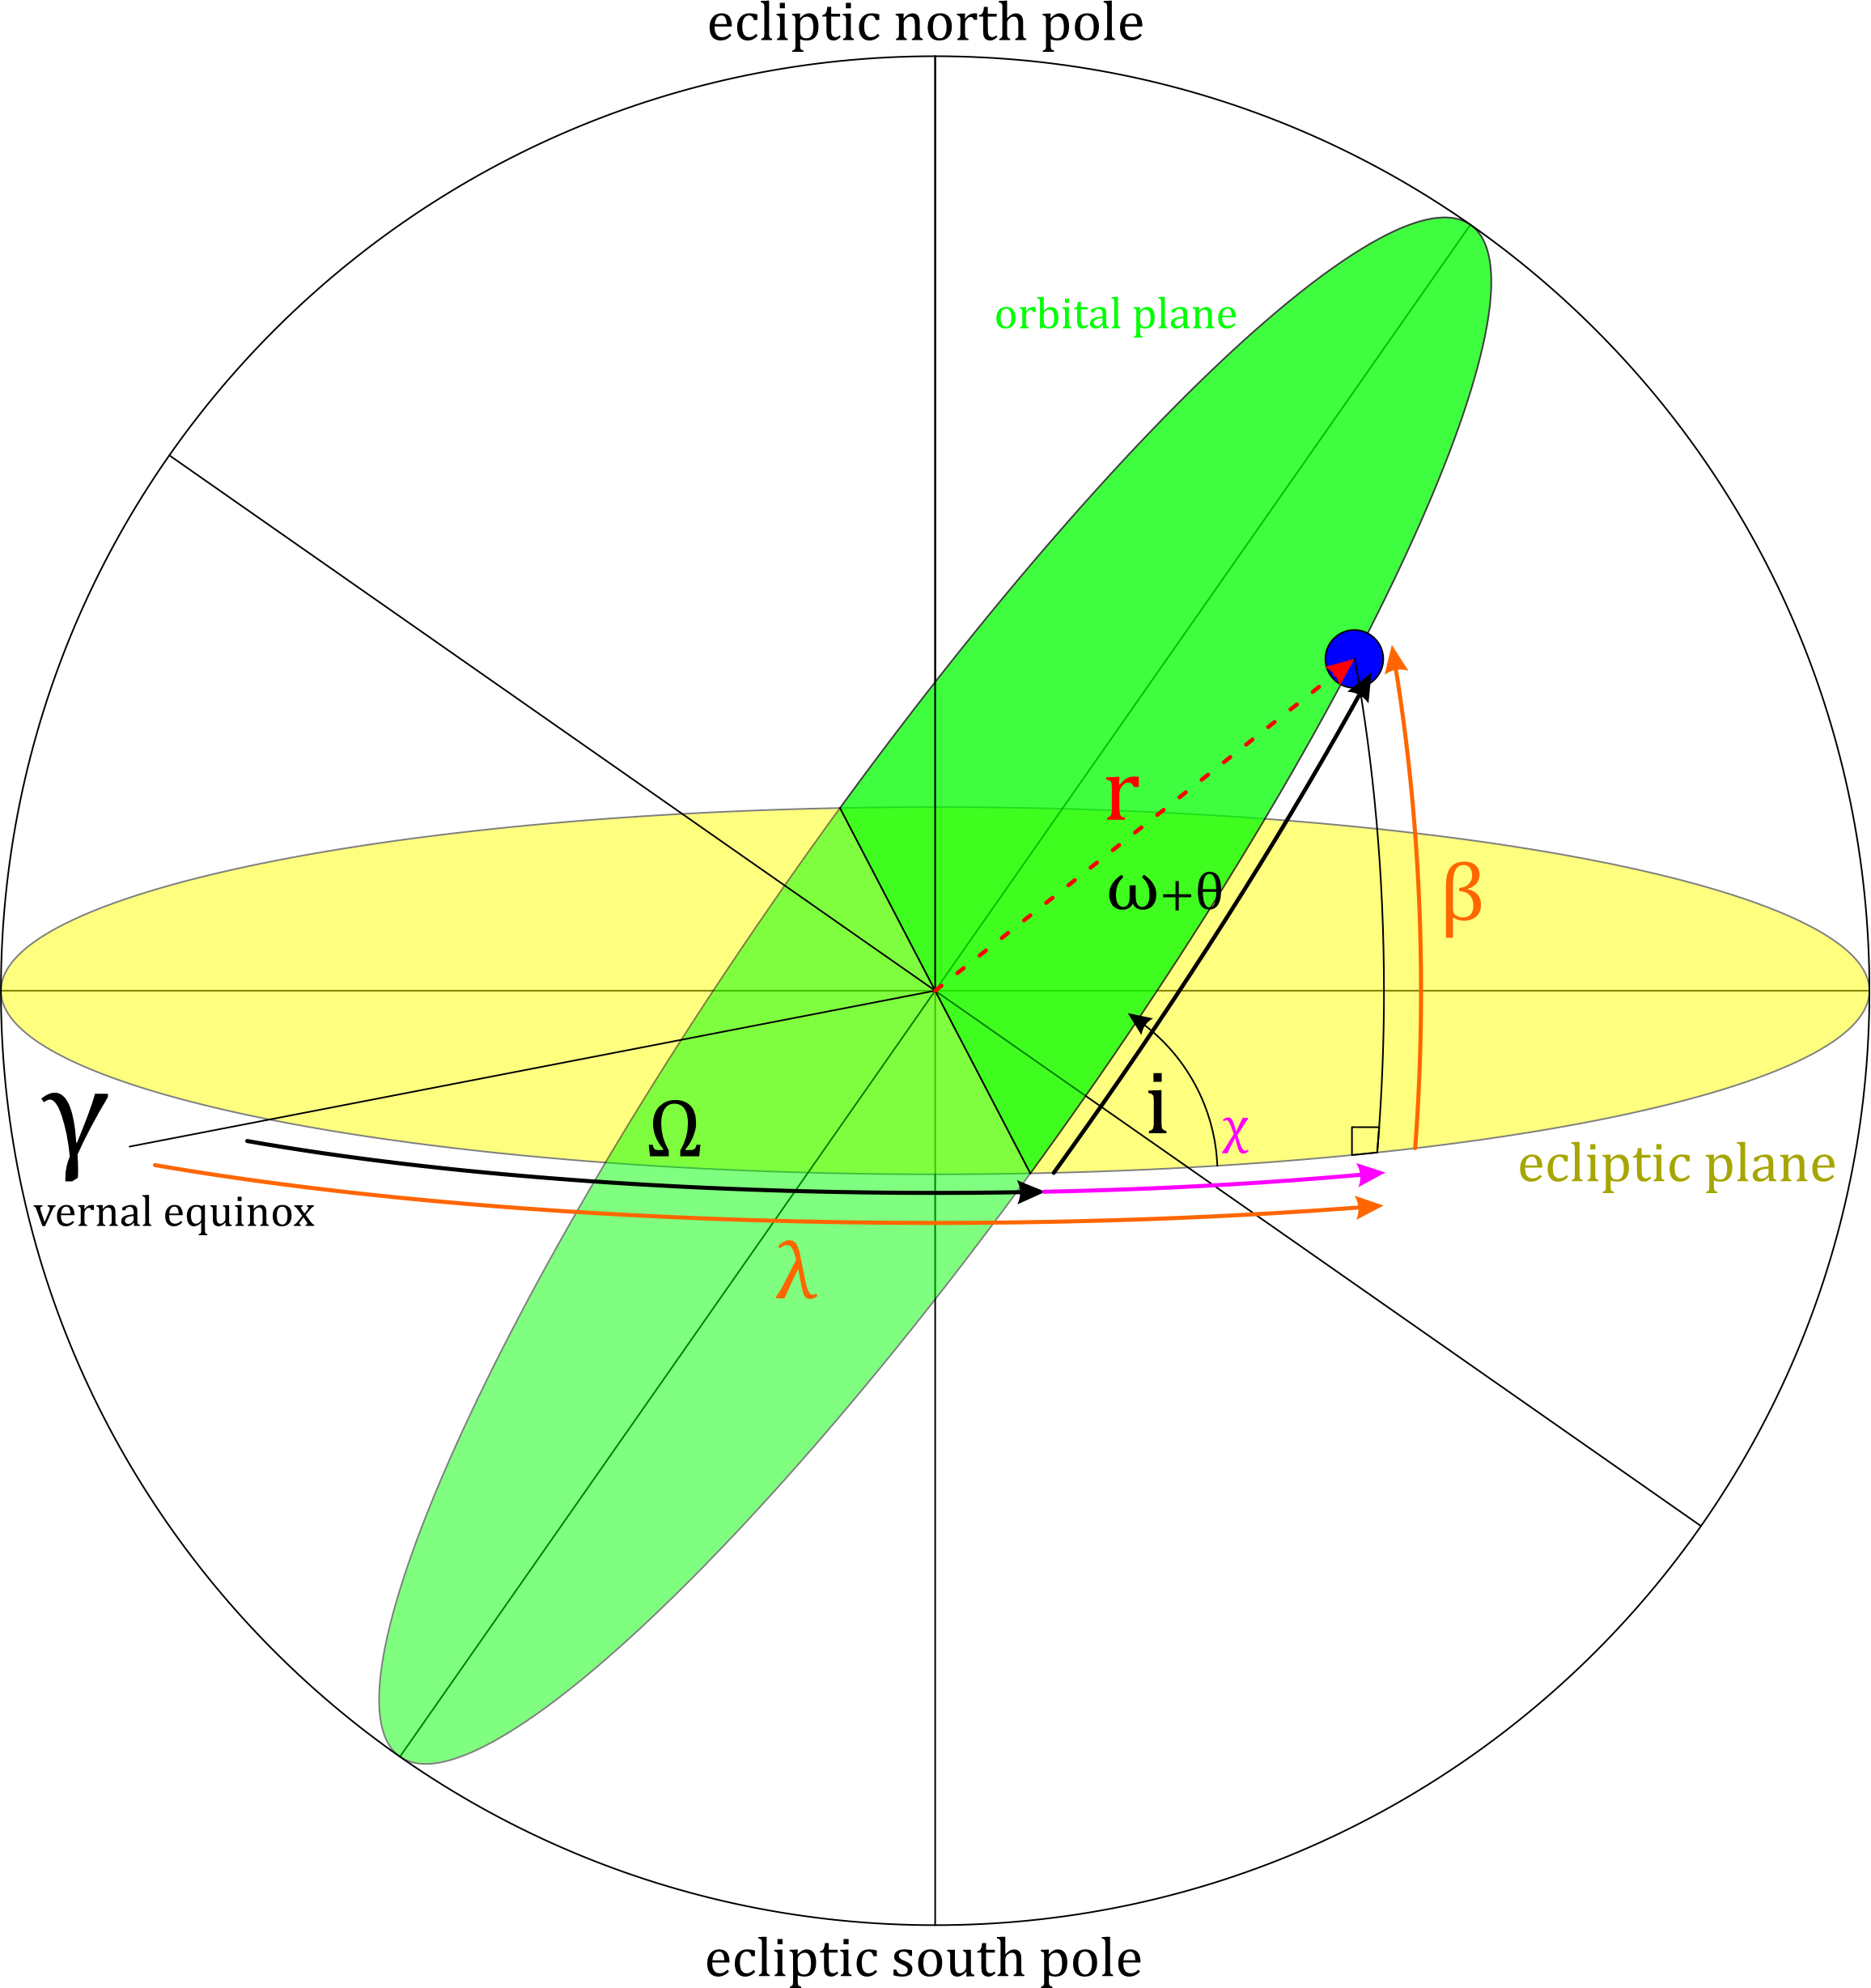 ecliptic north pole
orbital plane
r
ω+θ
β
i
χ
γ
Ω
ecliptic plane
vernal equinox
λ
ecliptic south pole